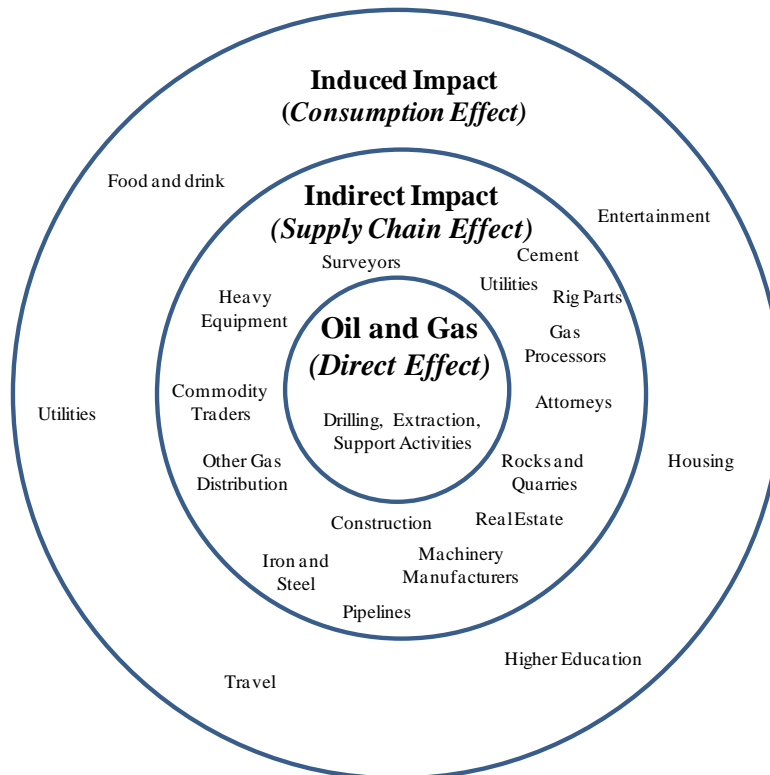 Induced Impact
(Consumption Effect)
Food and drink
Indirect Impact
(Supply Chain Effect)
Entertainment
Surveyors
Cement
Utilities
Rig Parts
Heavy
Equipment
Oil and Gas
(Direct Effect)
Gas
Processors
Commodity
Traders
Attorneys
Utilities
Drilling, Extraction,
Support Activities
Other Gas
Distribution
Rocks and
Quarries
Housing
Construction
Real Estate
Iron and
Steel
Machinery
Manufacturers
Pipelines
Higher Education
Travel